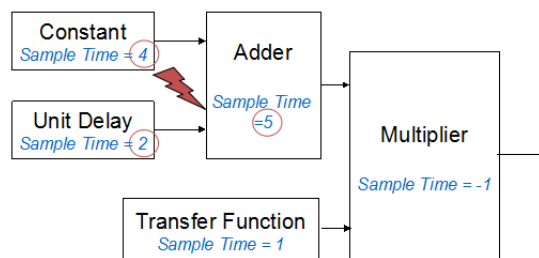 Constant
Sample Time = 4
Adder
Sample Time
=5
Unit Delay
Sample Time = 2
Multiplier
Sample Time = -1
Transfer Function
Sample Time = 1